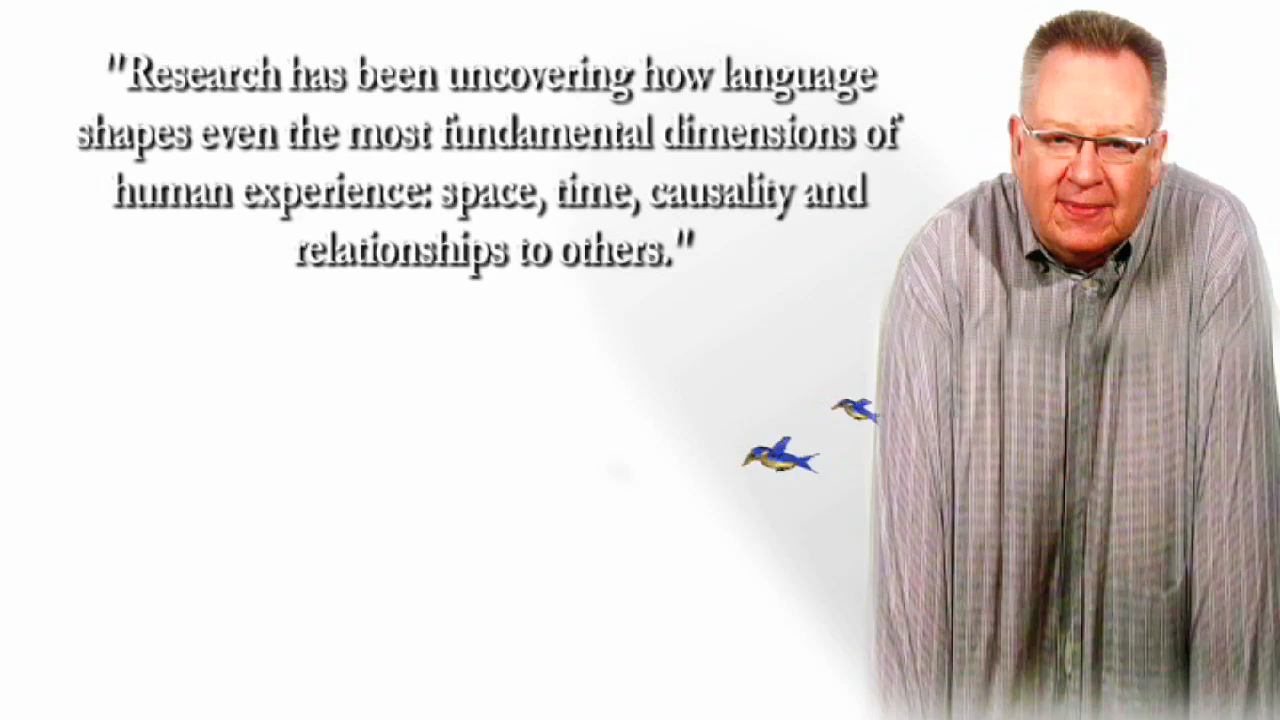 "Research has been uncovering how language
shapes even the most fundamental dimensions of
human experience: space, time, causality and
relationships to others."